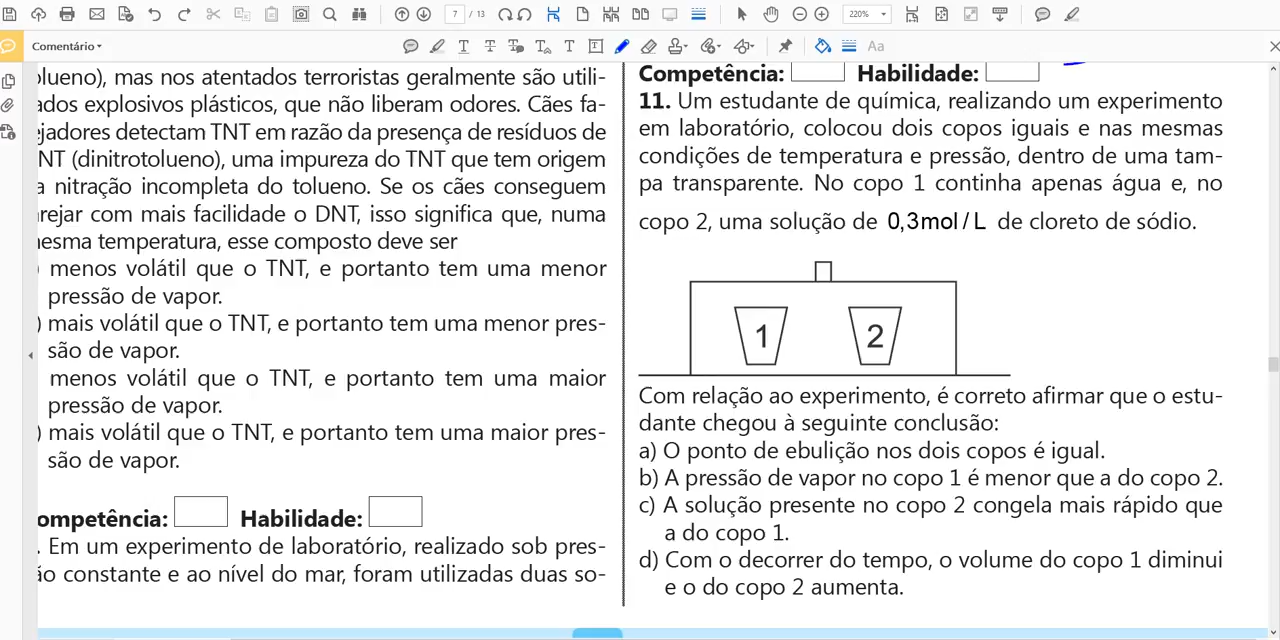 7 / 13
220%
Comentário
Aa
olueno), mas nos atentados terroristas geralmente são utili-
ados explosivos plásticos, que não liberam odores. Cães fa-
ejadores detectam TNT em razão da presença de resíduos de
NT (dinitrotolueno), uma impureza do TNT que tem origem
a nitração incompleta do tolueno. Se os cães conseguem
arejar com mais facilidade o DNT, isso significa que, numa
mesma temperatura, esse composto deve ser
) menos volátil que o TNT, e portanto tem uma menor
pressão de vapor.
) mais volátil que o TNT, e portanto tem uma menor pres-
são de vapor.
menos volátil que o TNT, e portanto tem uma maior
pressão de vapor.
) mais volátil que o TNT, e portanto tem uma maior pres-
são de vapor.
ompetência: Habilidade:
. Em um experimento de laboratório, realizado sob pres-
ão constante e ao nível do mar, foram utilizadas duas so-
Competência: Habilidade:
11. Um estudante de química, realizando um experimento
em laboratório, colocou dois copos iguais e nas mesmas
condições de temperatura e pressão, dentro de uma tam-
pa transparente. No copo 1 continha apenas água e, no
copo 2, uma solução de 0,3mol / L de cloreto de sódio.
1 2
Com relação ao experimento, é correto afirmar que o estu-
dante chegou à seguinte conclusão:
a) O ponto de ebulição nos dois copos é igual.
b) A pressão de vapor no copo 1 é menor que a do copo 2.
c) A solução presente no copo 2 congela mais rápido que
a do copo 1.
d) Com o decorrer do tempo, o volume do copo 1 diminui
e o do copo 2 aumenta.